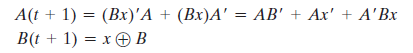 A(t + 1) = (Bx)'A + (Bx)A' = AB' + Ax' + A'Bx
B(t + 1) = x ⊕ B